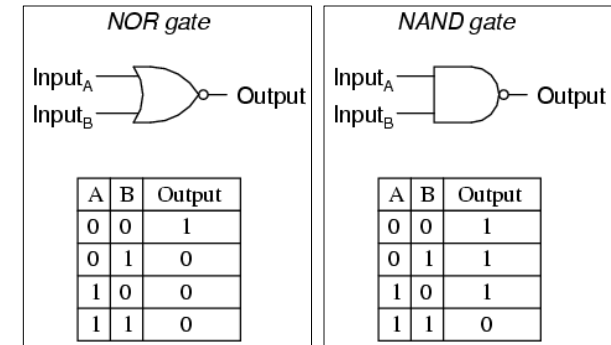 NOR gate
Input_A
Input_B
Output
A B Output
0 0 1
0 1 0
1 0 0
1 1 0
NAND gate
Input_A
Input_B
Output
A B Output
0 0 1
0 1 1
1 0 1
1 1 0